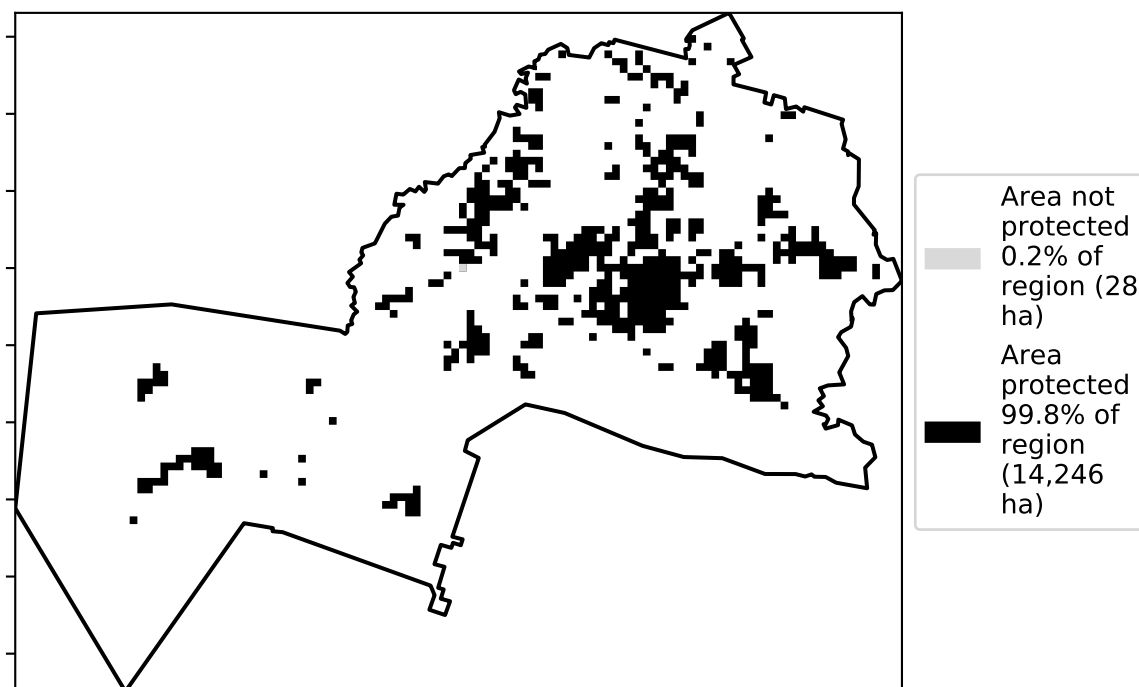 Area not
protected
0.2% of
region (28
ha)
Area
protected
99.8% of
region
(14,246
ha)